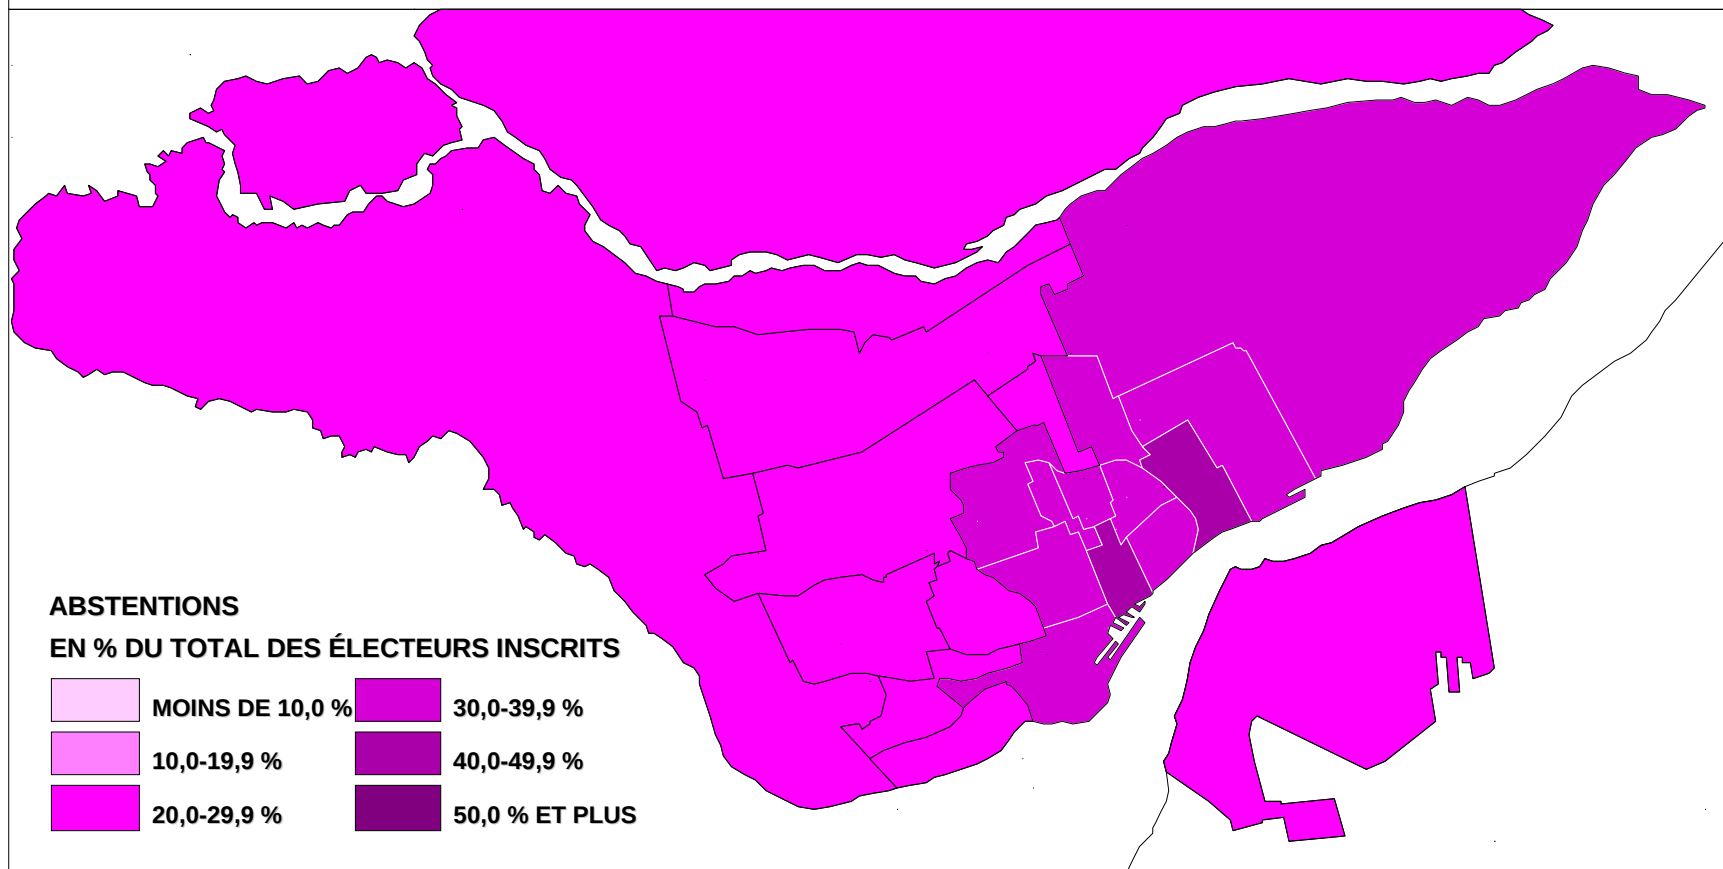 ABSTENTIONS
EN % DU TOTAL DES ÉLECTEURS INSCRITS
MOINS DE 10,0 %
10,0-19,9 %
20,0-29,9 %
30,0-39,9 %
40,0-49,9 %
50,0 % ET PLUS